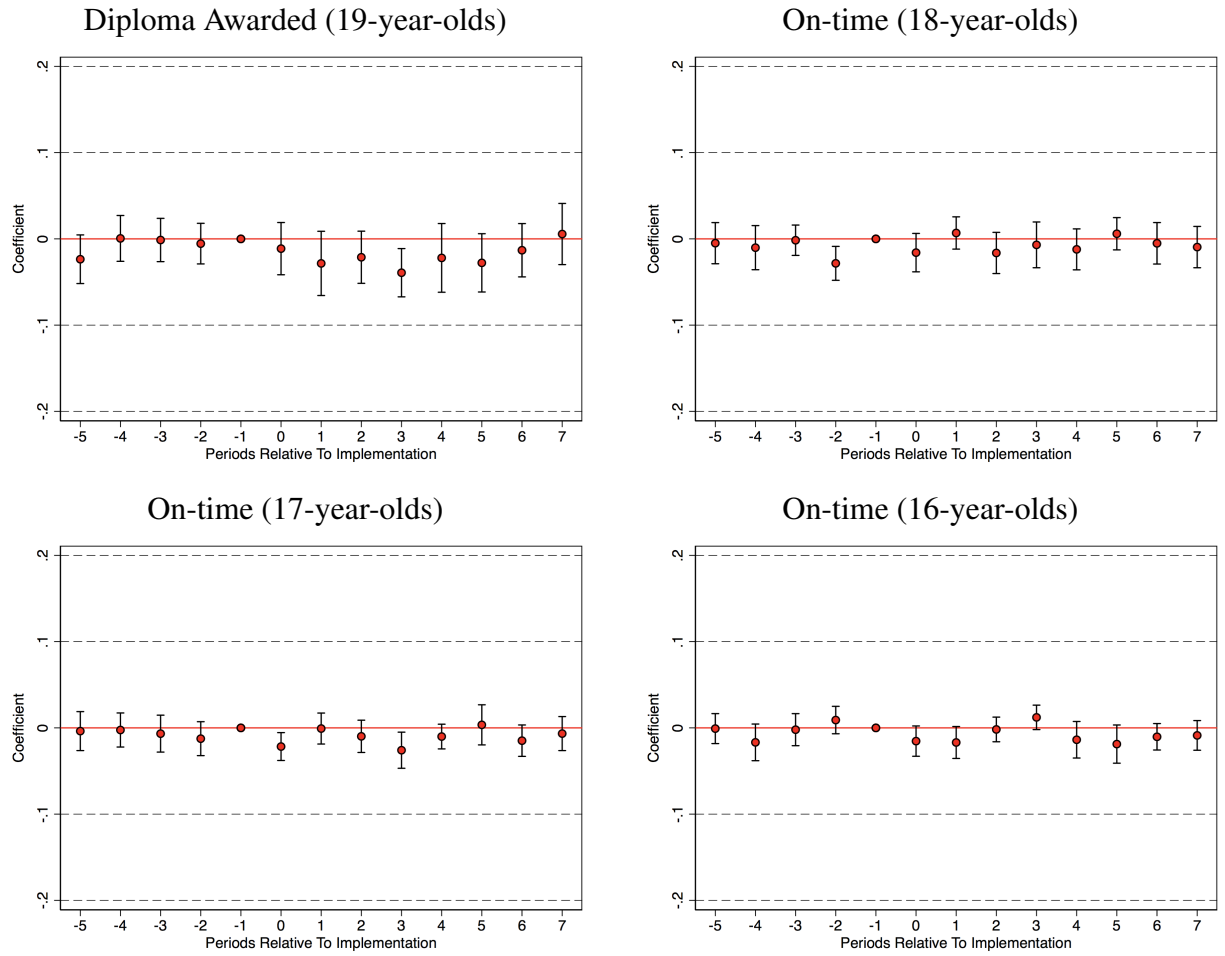 Diploma Awarded (19-year-olds)
.2
.1
0
-.1
-.2
Coefficient
-5 -4 -3 -2 -1 0 1 2 3 4 5 6 7
Periods Relative To Implementation
On-time (18-year-olds)
.2
.1
0
-.1
-.2
Coefficient
-5 -4 -3 -2 -1 0 1 2 3 4 5 6 7
Periods Relative To Implementation
On-time (17-year-olds)
.2
.1
0
-.1
-.2
Coefficient
-5 -4 -3 -2 -1 0 1 2 3 4 5 6 7
Periods Relative To Implementation
On-time (16-year-olds)
.2
.1
0
-.1
-.2
Coefficient
-5 -4 -3 -2 -1 0 1 2 3 4 5 6 7
Periods Relative To Implementation